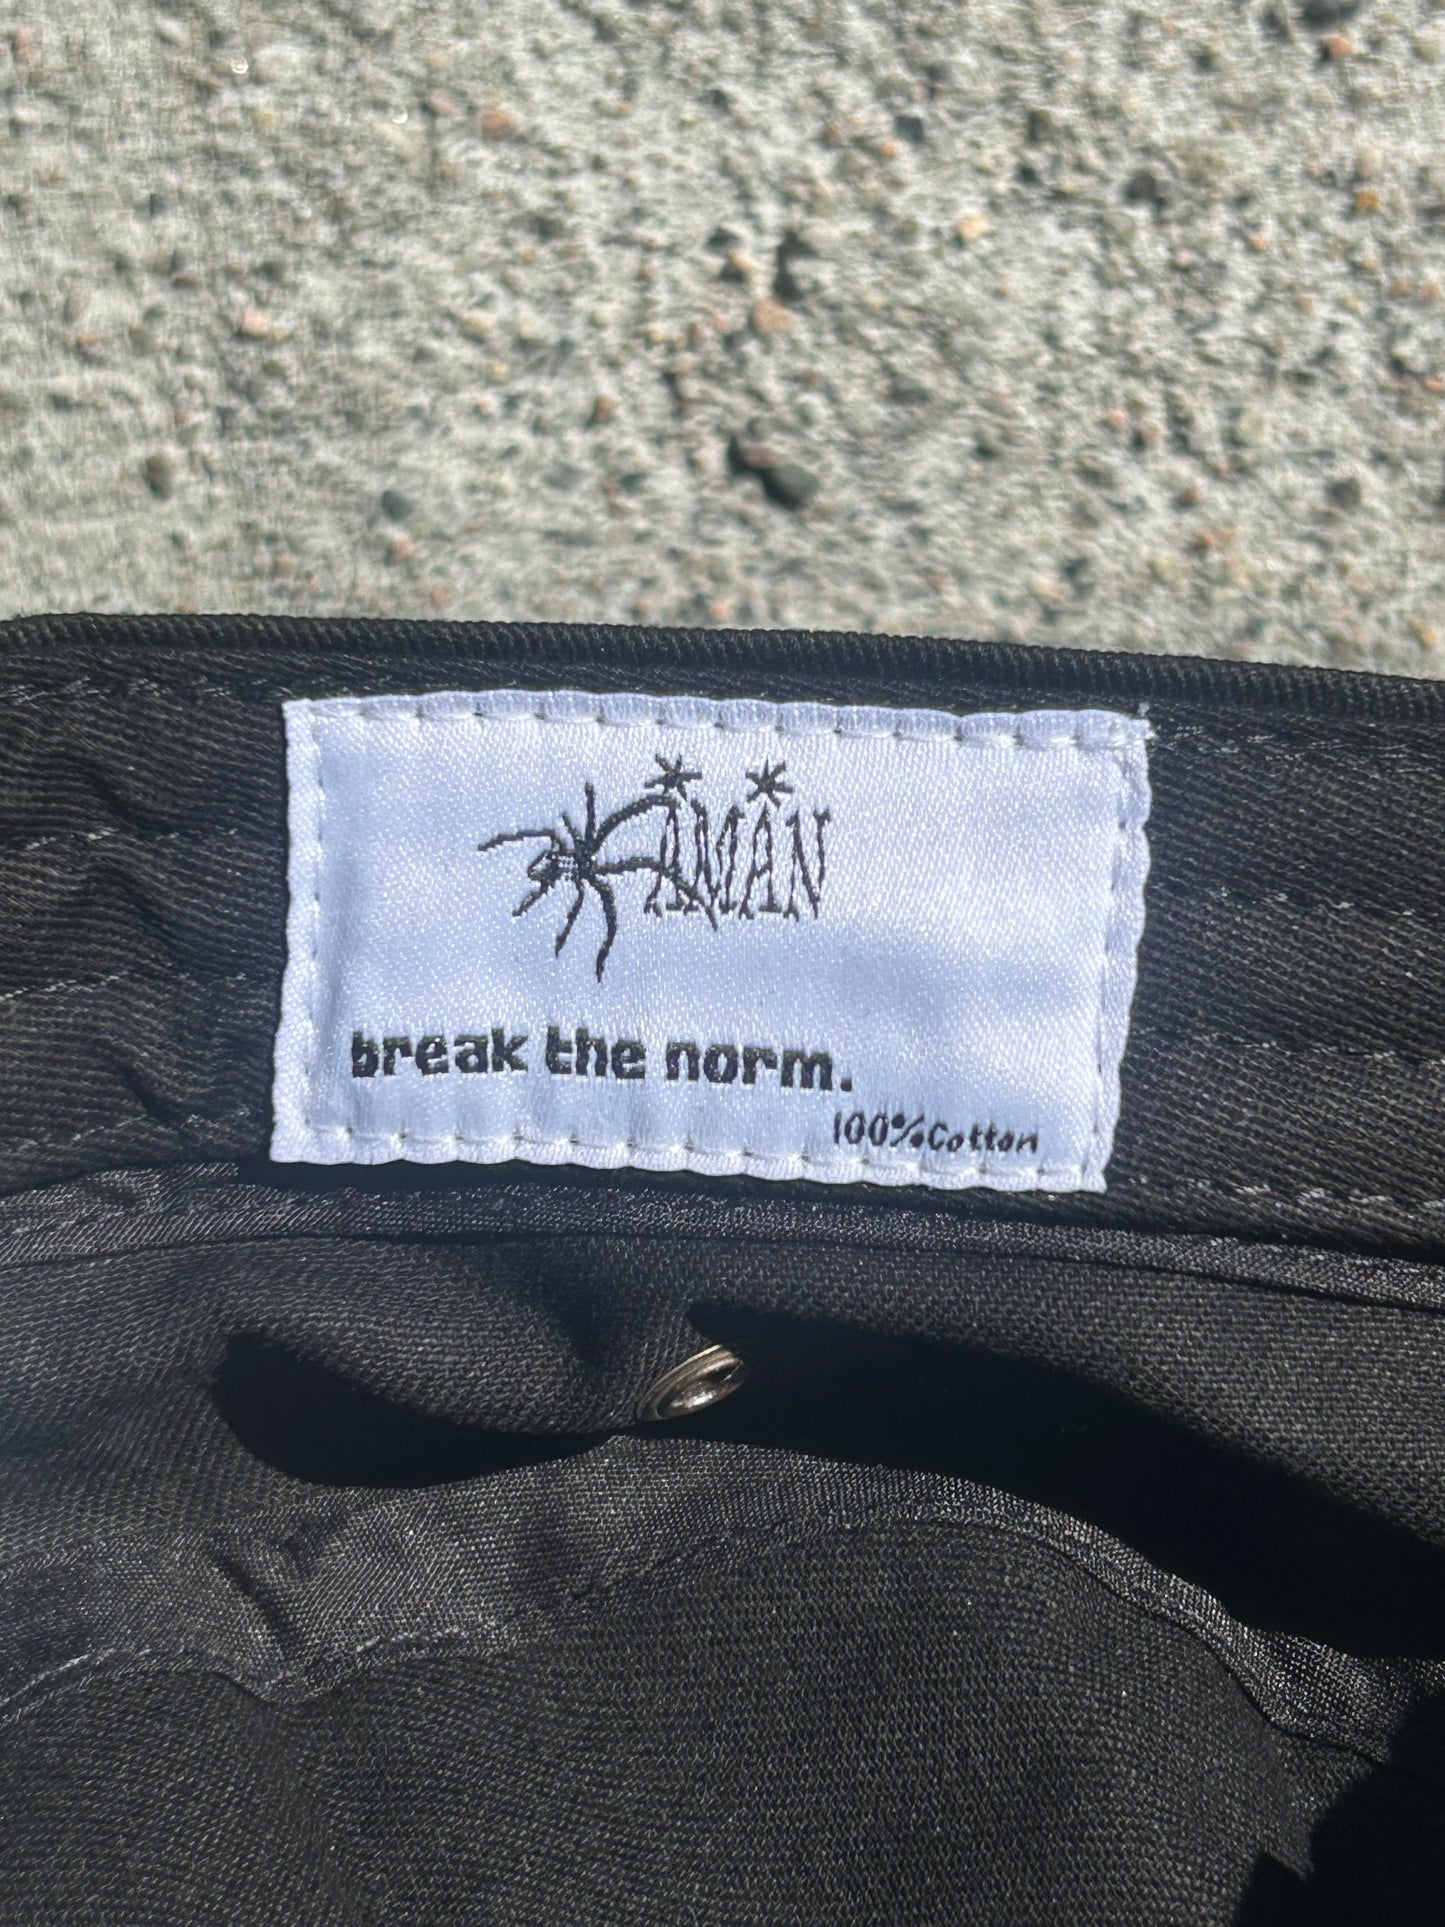 AMAN
break the norm.
100%Cotton